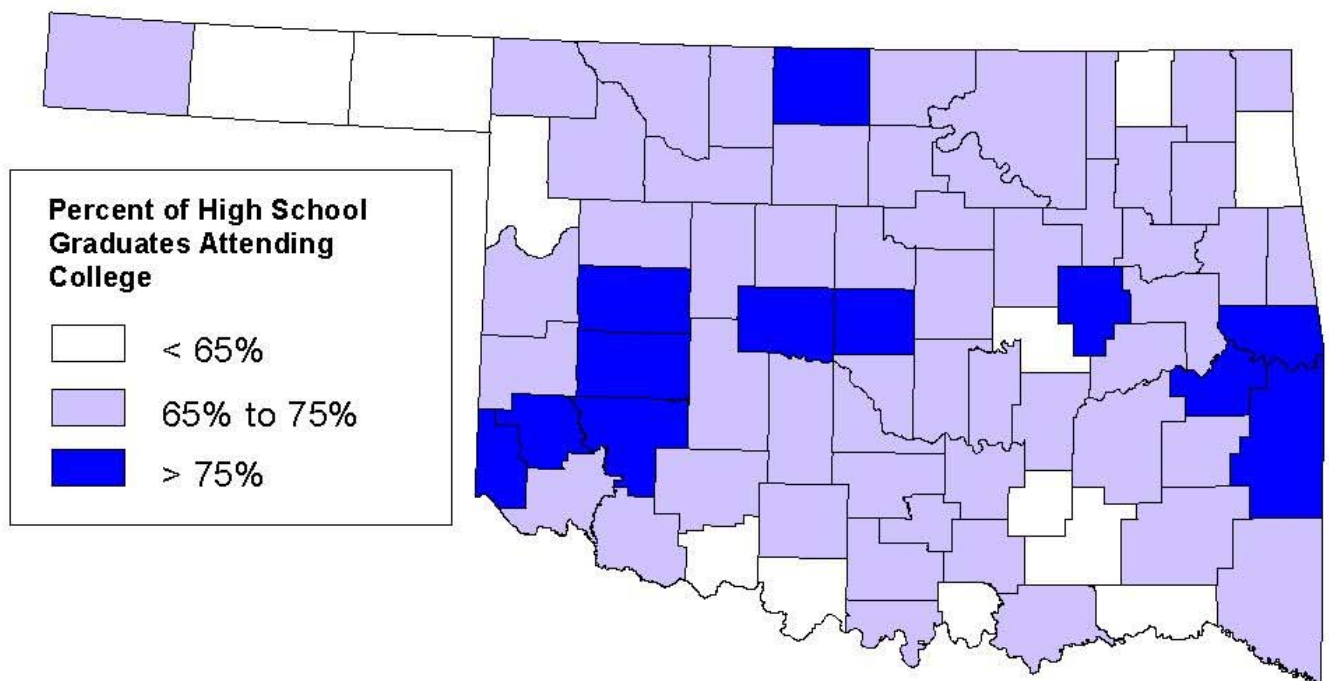 Percent of High School
Graduates Attending
College
< 65%
65% to 75%
> 75%